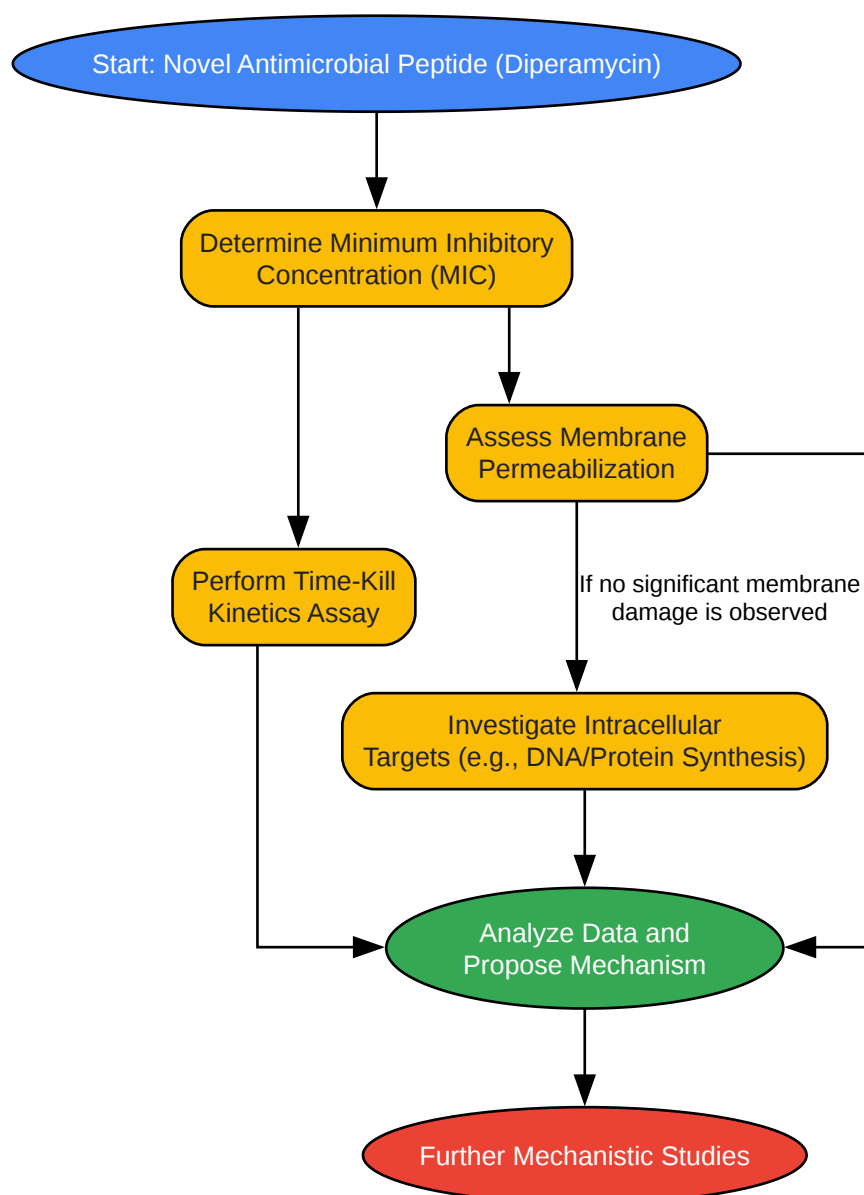 Start: Novel Antimicrobial Peptide (Diperamycin)
Determine Minimum Inhibitory
Concentration (MIC)
Assess Membrane
Permeabilization
Perform Time-Kill
Kinetics Assay
If no significant membrane
damage is observed
Investigate Intracellular
Targets (e.g., DNA/Protein Synthesis)
Analyze Data and
Propose Mechanism
Further Mechanistic Studies